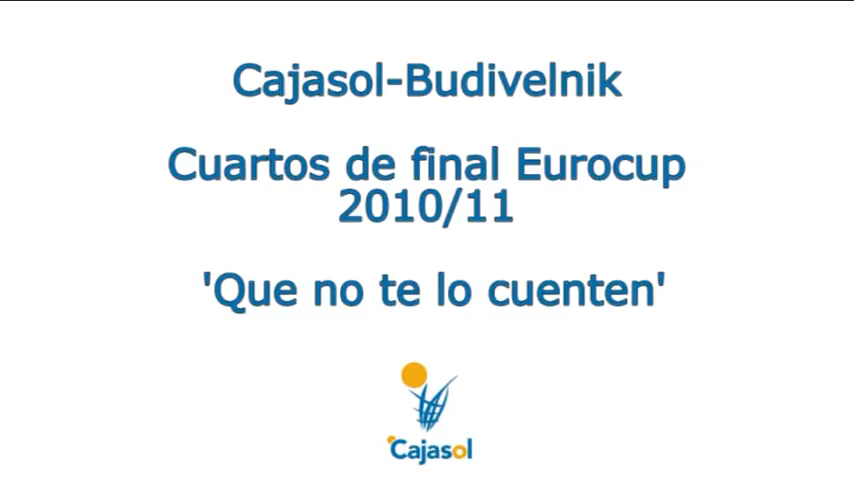 Cajasol-Budivelnik
Cuartos de final Eurocup
2010/11
'Que no te lo cuenten'
Cajasol